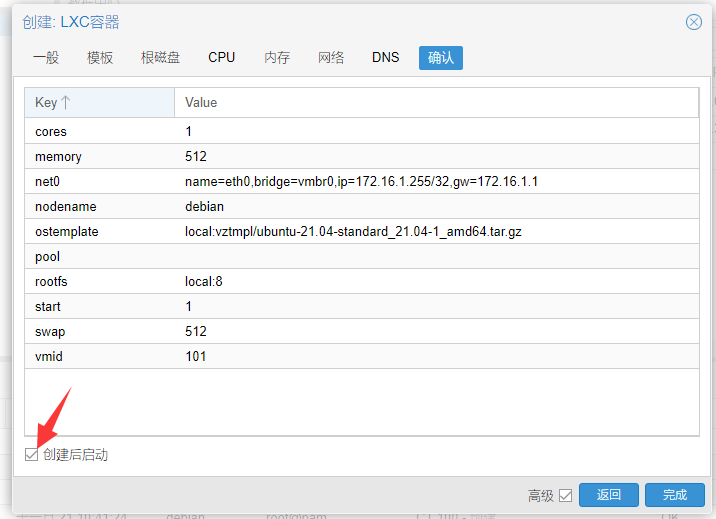 创建: LXC容器
一般 模板 根磁盘 CPU 内存 网络 DNS 确认
Key Value
cores 1
memory 512
net0 name=eth0,bridge=vmbr0,ip=172.16.1.255/32,gw=172.16.1.1
nodename debian
ostemplate local:vztmpl/ubuntu-21.04-standard_21.04-1_amd64.tar.gz
pool
rootfs local:8
start 1
swap 512
vmid 101
创建后启动
高级 返回 完成